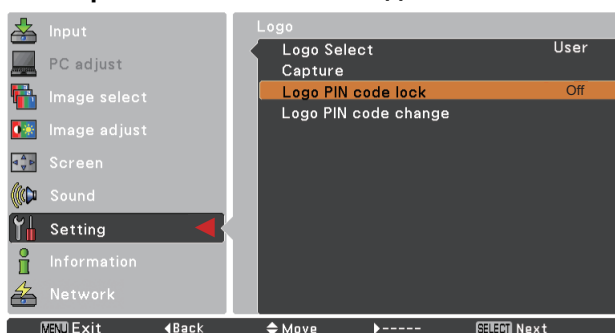 Input
PC adjust
Image select
Image adjust
Screen
Sound
Setting
Information
Network
Logo
Logo Select User
Capture
Logo PIN code lock Off
Logo PIN code change
MENU Exit ◀Back Move ▶----- SELECT Next